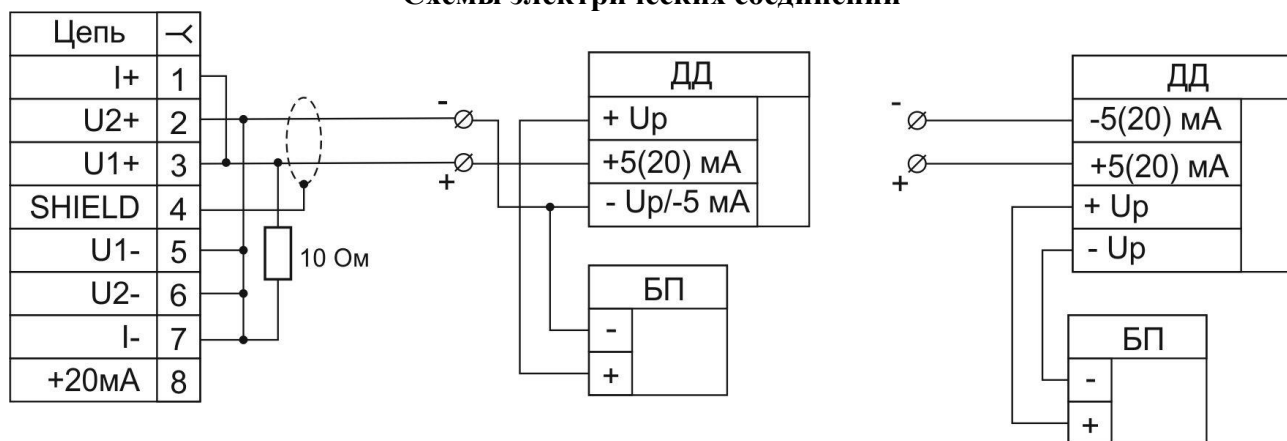 Схемы электрических соединений
Цепь
I+ 1
U2+ 2
U1+ 3
SHIELD 4
U1- 5
U2- 6
I- 7
+20мА 8
10 Ом
-
+
ДД
+ Up
+5(20) мА
- Up/-5 мА
БП
-
+
-
+
ДД
-5(20) мА
+5(20) мА
+ Up
- Up
БП
-
+